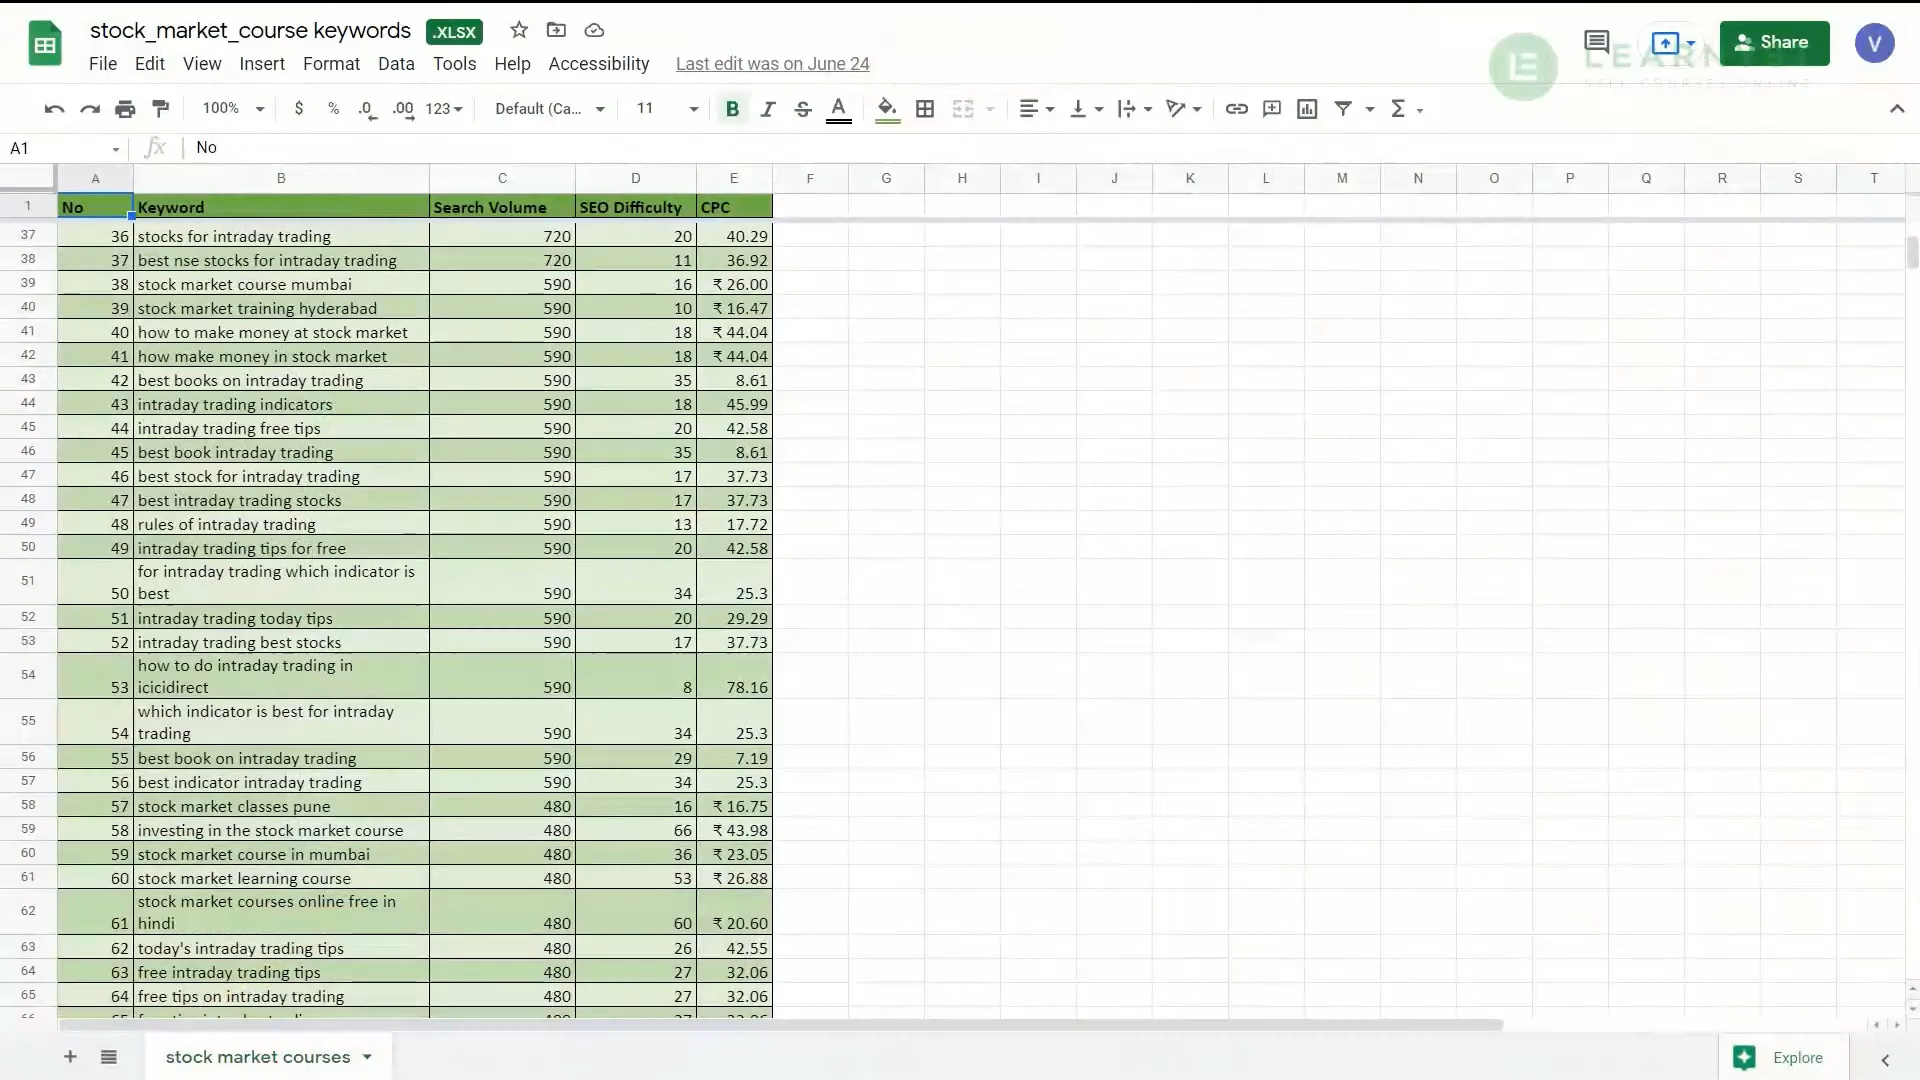 stock_market_course keywords .XLSX
File Edit View Insert Format Data Tools Help Accessibility Last edit was on June 24
Share
V
LEARN
SELL COURSES ONLINE
100% $ % .0 .00 123 Default (Ca... 11 B I S A Σ
A1 fx No
A B C D E F G H I J K L M N O P Q R S T
1 No Keyword Search Volume SEO Difficulty CPC
37 36 stocks for intraday trading 720 20 40.29
38 37 best nse stocks for intraday trading 720 11 36.92
39 38 stock market course mumbai 590 16 ₹ 26.00
40 39 stock market training hyderabad 590 10 ₹ 16.47
41 40 how to make money at stock market 590 18 ₹ 44.04
42 41 how make money in stock market 590 18 ₹ 44.04
43 42 best books on intraday trading 590 35 8.61
44 43 intraday trading indicators 590 18 45.99
45 44 intraday trading free tips 590 20 42.58
46 45 best book intraday trading 590 35 8.61
47 46 best stock for intraday trading 590 17 37.73
48 47 best intraday trading stocks 590 17 37.73
49 48 rules of intraday trading 590 13 17.72
50 49 intraday trading tips for free 590 20 42.58
for intraday trading which indicator is
51 50 best 590 34 25.3
52 51 intraday trading today tips 590 20 29.29
53 52 intraday trading best stocks 590 17 37.73
how to do intraday trading in
54 53 icicidirect 590 8 78.16
which indicator is best for intraday
55 54 trading 590 34 25.3
56 55 best book on intraday trading 590 29 7.19
57 56 best indicator intraday trading 590 34 25.3
58 57 stock market classes pune 480 16 ₹ 16.75
59 58 investing in the stock market course 480 66 ₹ 43.98
60 59 stock market course in mumbai 480 36 ₹ 23.05
61 60 stock market learning course 480 53 ₹ 26.88
stock market courses online free in
62 61 hindi 480 60 ₹ 20.60
63 62 today's intraday trading tips 480 26 42.55
64 63 free intraday trading tips 480 27 32.06
65 64 free tips on intraday trading 480 27 32.06
stock market courses
Explore